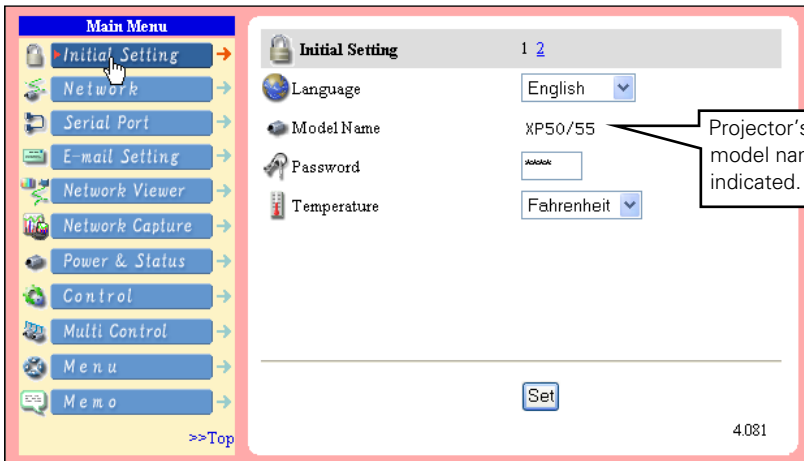 Main Menu
Initial Setting
Network
Serial Port
E-mail Setting
Network Viewer
Network Capture
Power & Status
Control
Multi Control
Menu
Memo
>>Top
Initial Setting 1 2
Language English
Model Name XP50/55
Password ****
Temperature Fahrenheit
Set
4.081
Projector's
model
indicated.